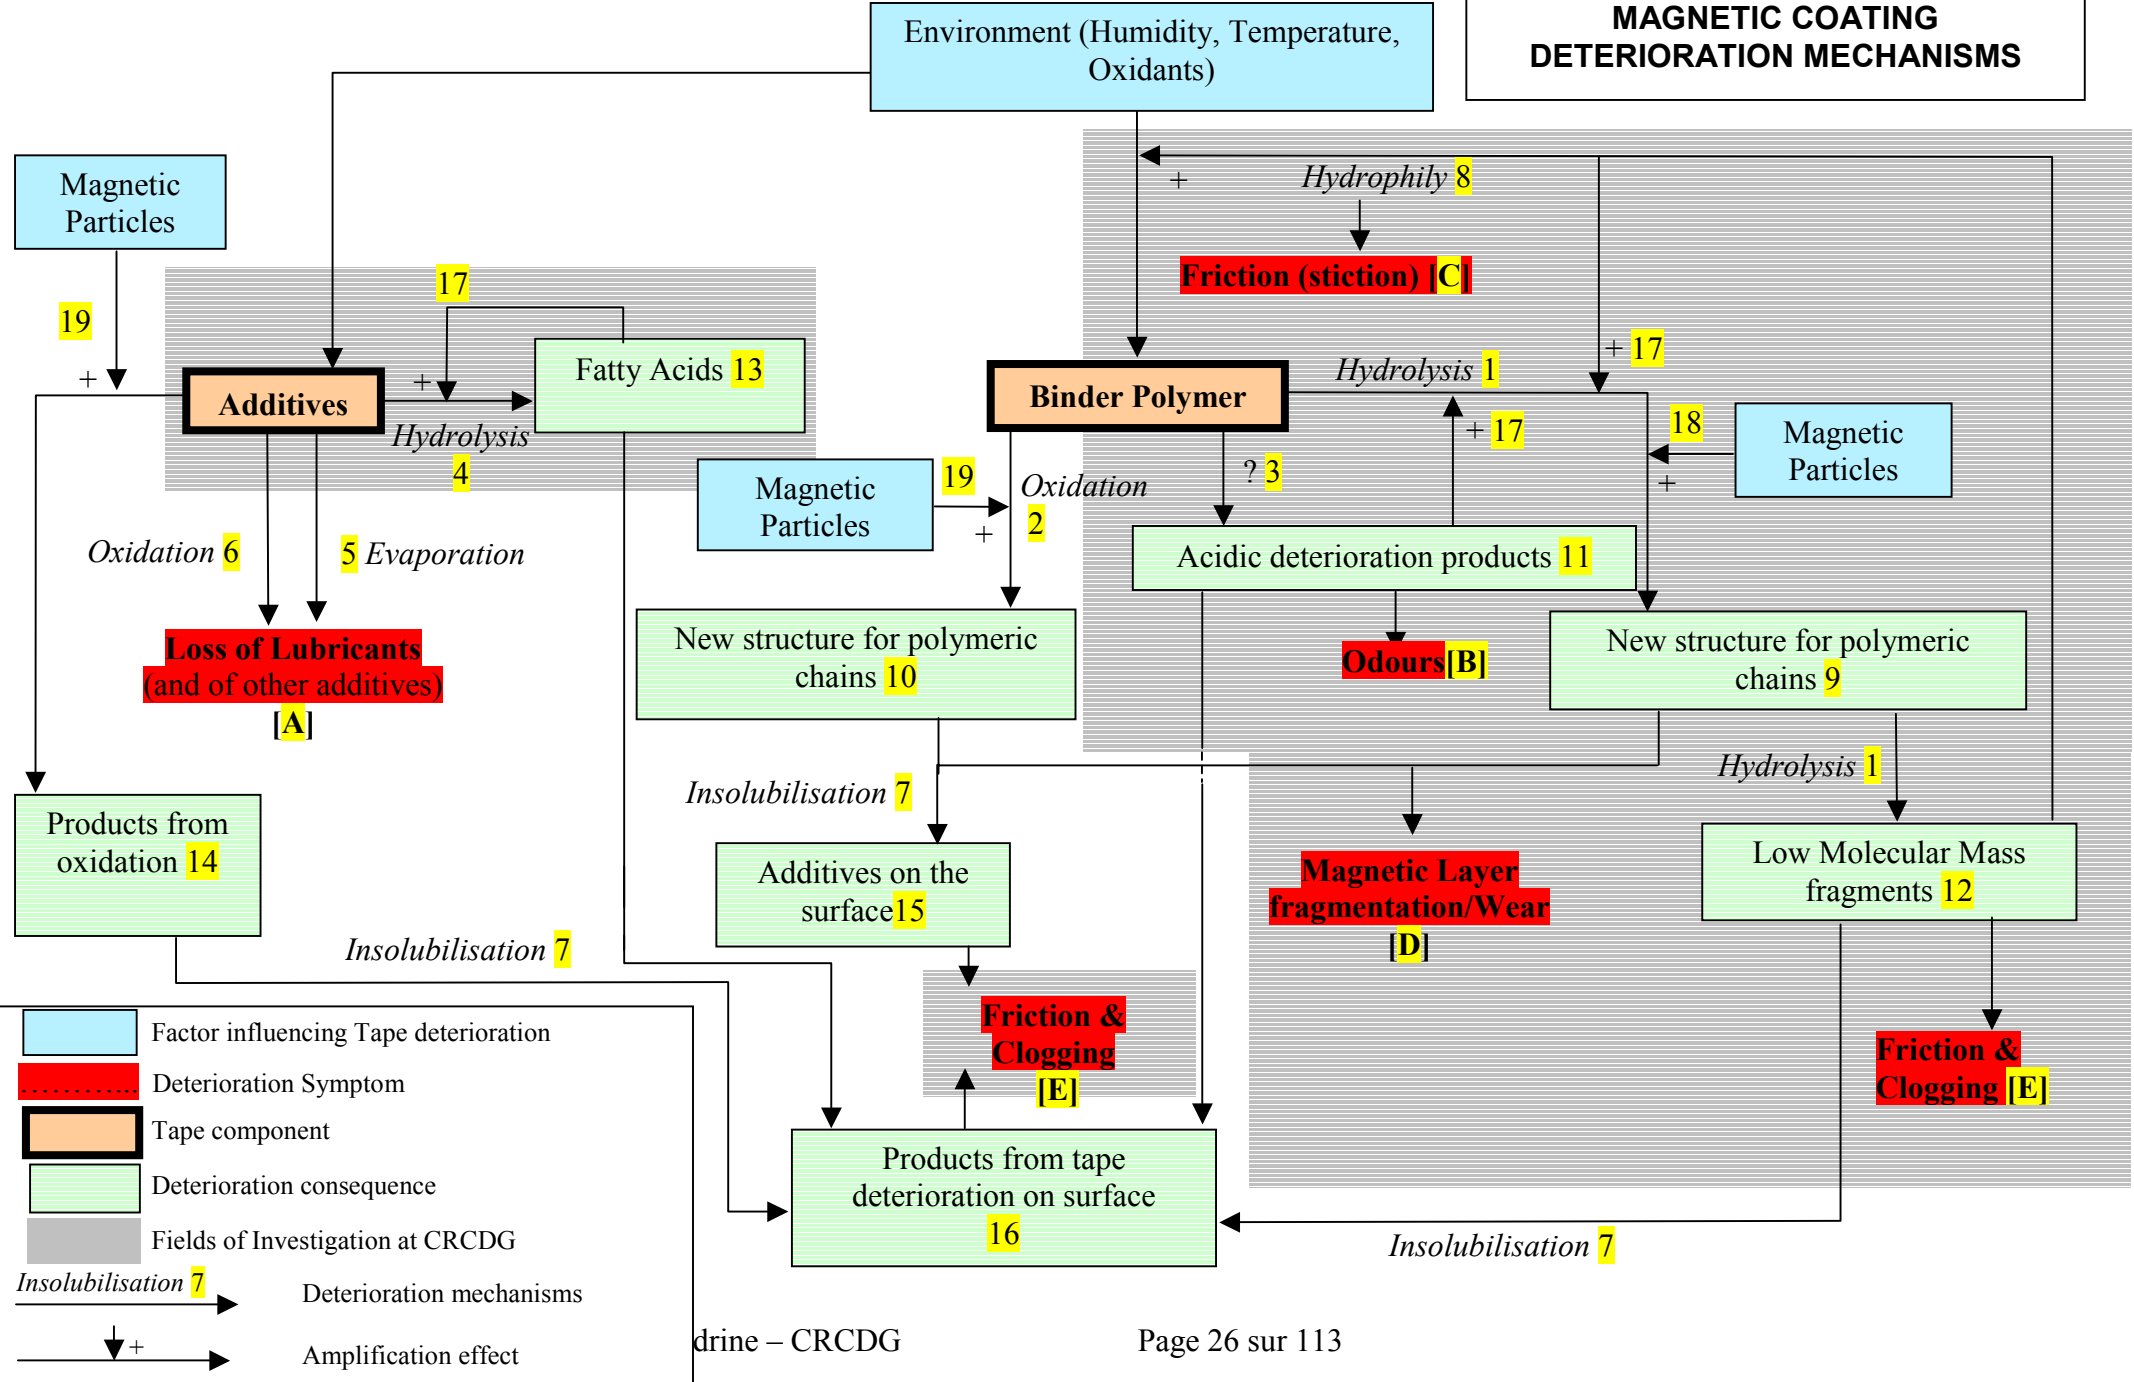 MAGNETIC COATING
DETERIORATION MECHANISMS
Environment (Humidity, Temperature,
Oxidants)
Magnetic
Particles
+
Hydrophily 8
Friction (stiction) [C]
17
19
+
+
Fatty Acids 13
Additives
Hydrolysis
4
Binder Polymer
Hydrolysis 1
+ 17
+ 17
18
+
Magnetic
Particles
Magnetic
Particles
19
+
Oxidation
2
? 3
Oxidation 6
5 Evaporation
Acidic deterioration products 11
Loss of Lubricants
(and of other additives)
[A]
New structure for polymeric
chains 10
Odours[B]
New structure for polymeric
chains 9
Insolubilisation 7
Hydrolysis 1
Products from
oxidation 14
Additives on the
surface15
Magnetic Layer
fragmentation/Wear
[D]
Low Molecular Mass
fragments 12
Insolubilisation 7
Friction &
Clogging
[E]
Friction &
Clogging [E]
Products from tape
deterioration on surface
16
Insolubilisation 7
Factor influencing Tape deterioration
............ Deterioration Symptom
Tape component
Deterioration consequence
Fields of Investigation at CRCDG
Insolubilisation 7
Deterioration mechanisms
+
Amplification effect
drine – CRCDG
Page 26 sur 113